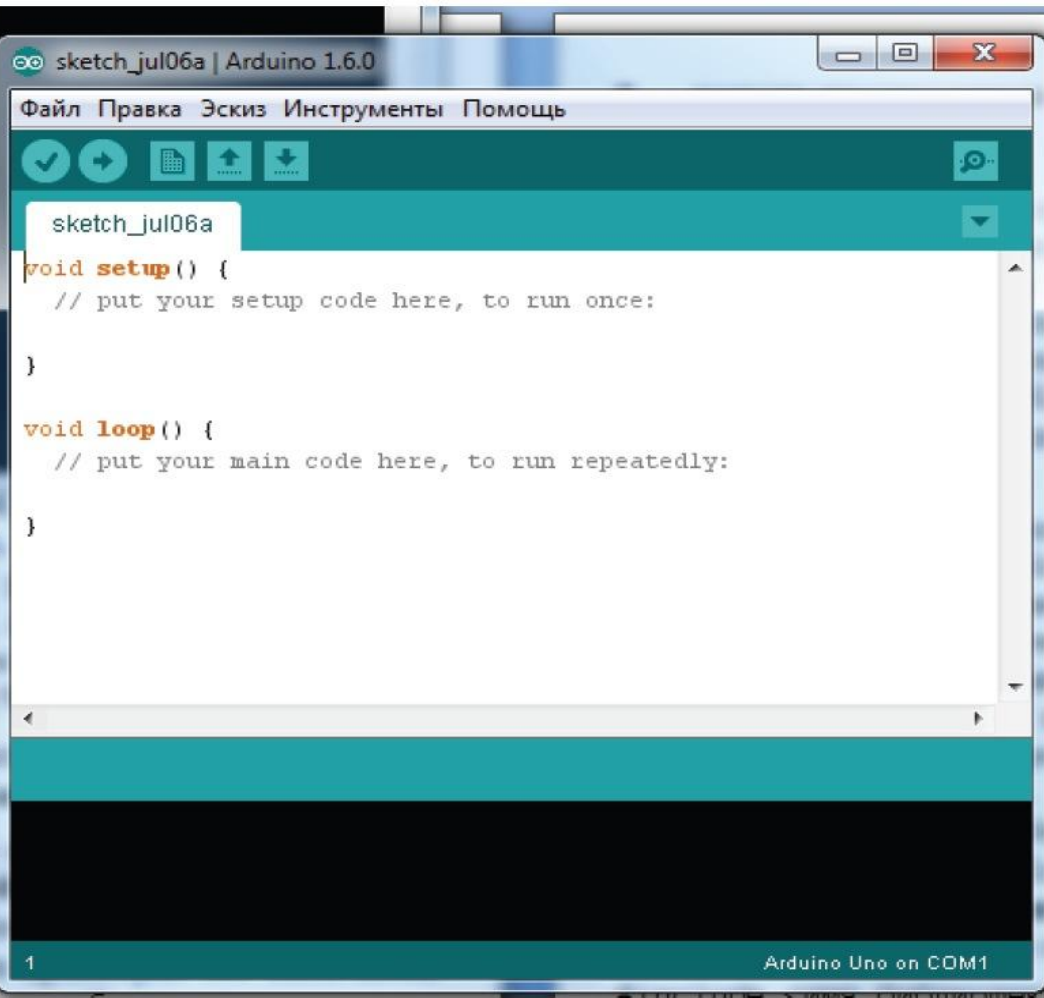 sketch_jul06a | Arduino 1.6.0
Файл Правка Эскиз Инструменты Помощь
sketch_jul06a
void setup() {
  // put your setup code here, to run once:
}
void loop() {
  // put your main code here, to run repeatedly:
}
1 Arduino Uno on COM1